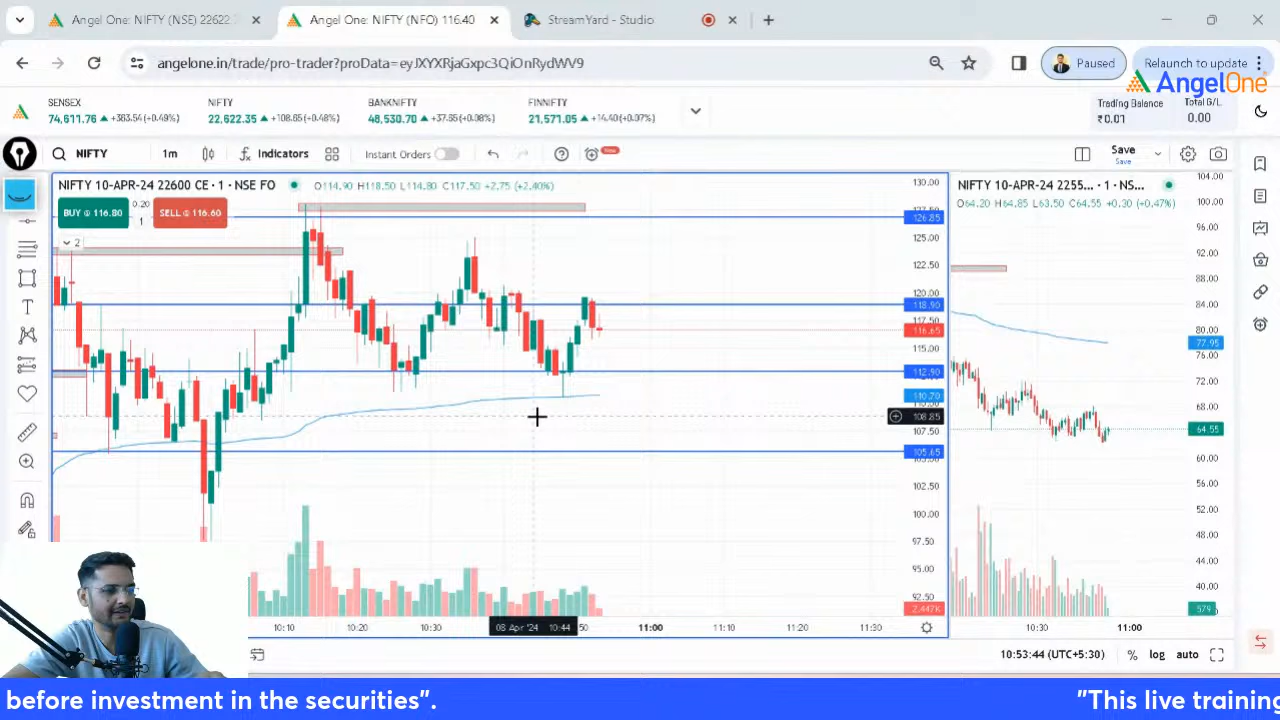 Angel One: NIFTY (NSE) 22622.
Angel One: NIFTY (NFO) 116.40
StreamYard - Studio
angelone.in/trade/pro-trader?proData=eyJXYXRjaGxpc3QiOnRydWV9
Paused
Relaunch to update
AngelOne
SENSEX
74,611.76 +363.54(+0.49%)
NIFTY
22,622.35 +108.65(+0.48%)
BANKNIFTY
48,530.70 +37.65(+0.08%)
FINNIFTY
21,571.05 +14.40(+0.07%)
Trading Balance
₹0.01
Total G/L
0.00
NIFTY
1m
Indicators
Instant Orders
New
Save
Save
NIFTY 10-APR-24 22600 CE · 1 · NSE FO
O114.90 H118.50 L114.80 C117.50 +2.75 (+2.40%)
BUY @ 116.80
0.20
1
SELL @ 116.60
2
130.00
126.85
125.00
122.50
120.00
118.90
117.50
116.65
115.00
112.90
110.70
108.85
107.50
105.65
102.50
100.00
97.50
95.00
92.50
2.447K
10:10
10:20
10:30
08 Apr '24 10:44
50
11:00
11:10
11:20
11:30
NIFTY 10-APR-24 2255... · 1 · NS...
O64.20 H64.85 L63.50 C64.55 +0.30 (+0.47%)
104.00
100.00
96.00
92.00
88.00
84.00
80.00
77.95
76.00
72.00
68.00
64.55
60.00
56.00
52.00
48.00
44.00
40.00
579
10:30
11:00
10:53:44 (UTC+5:30)
%
log
auto
before investment in the securities”.
"This live training